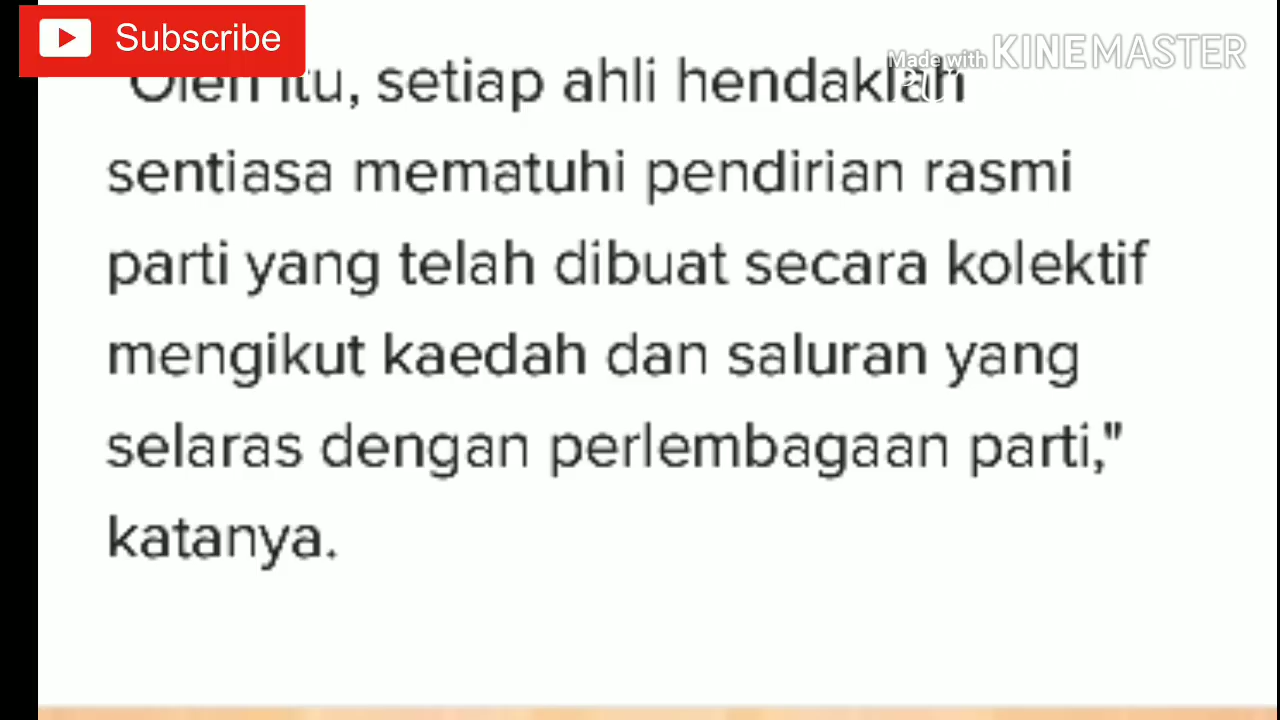 Subscribe
Made with KINEMASTER
"Oleh itu, setiap ahli hendaklah
sentiasa mematuhi pendirian rasmi
parti yang telah dibuat secara kolektif
mengikut kaedah dan saluran yang
selaras dengan perlembagaan parti,"
katanya.